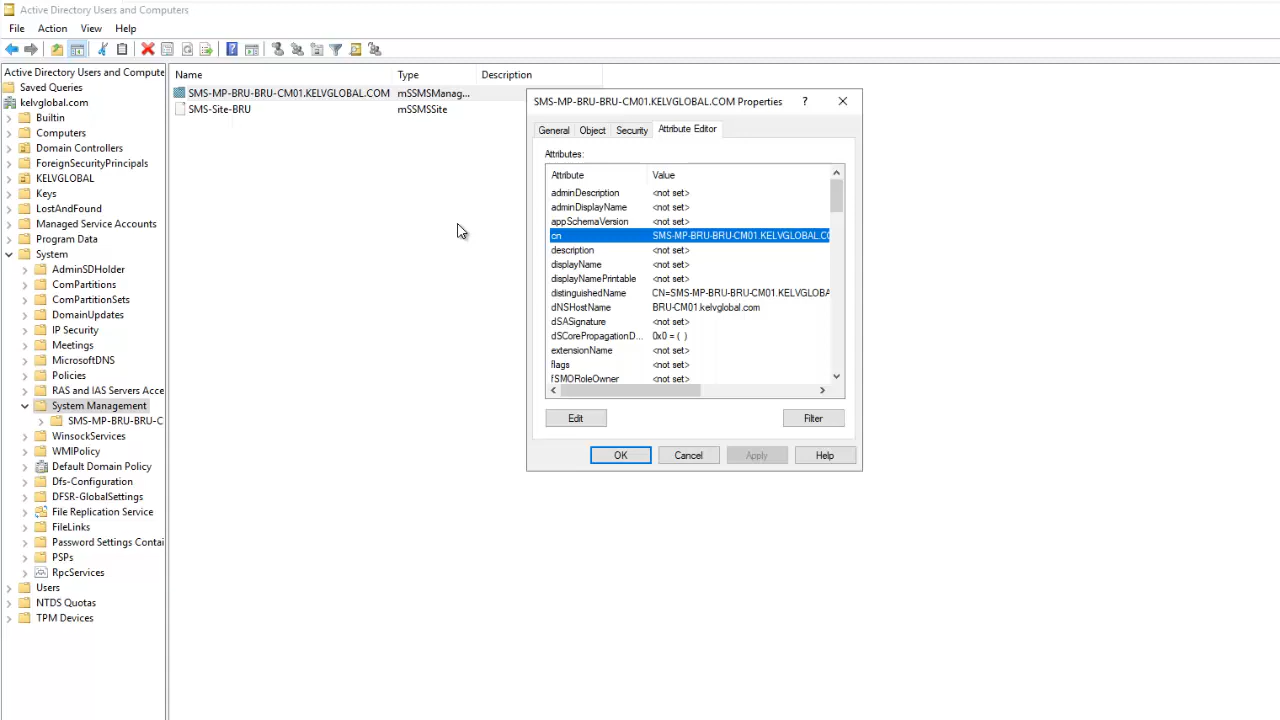 Active Directory Users and Computers
File Action View Help
Active Directory Users and Compute
Saved Queries
kelvglobal.com
Builtin
Computers
Domain Controllers
ForeignSecurityPrincipals
KELVGLOBAL
Keys
LostAndFound
Managed Service Accounts
Program Data
System
AdminSDHolder
ComPartitions
ComPartitionSets
DomainUpdates
IP Security
Meetings
MicrosoftDNS
Policies
RAS and IAS Servers Acce
System Management
SMS-MP-BRU-BRU-C
WinsockServices
WMIPolicy
Default Domain Policy
Dfs-Configuration
DFSR-GlobalSettings
File Replication Service
FileLinks
Password Settings Contai
PSPs
RpcServices
Users
NTDS Quotas
TPM Devices
Name Type Description
SMS-MP-BRU-BRU-CM01.KELVGLOBAL.COM mSSMSManag...
SMS-Site-BRU mSSMSSite
SMS-MP-BRU-BRU-CM01.KELVGLOBAL.COM Properties ?
General Object Security Attribute Editor
Attributes:
Attribute Value
adminDescription <not set>
adminDisplayName <not set>
appSchemaVersion <not set>
cn SMS-MP-BRU-BRU-CM01.KELVGLOBAL.CO
description <not set>
displayName <not set>
displayNamePrintable <not set>
distinguishedName CN=SMS-MP-BRU-BRU-CM01.KELVGLOBA
dNSHostName BRU-CM01.kelvglobal.com
dSASignature <not set>
dSCorePropagationD... 0x0 = ( )
extensionName <not set>
flags <not set>
fSMORoleOwner <not set>
Edit Filter
OK Cancel Apply Help